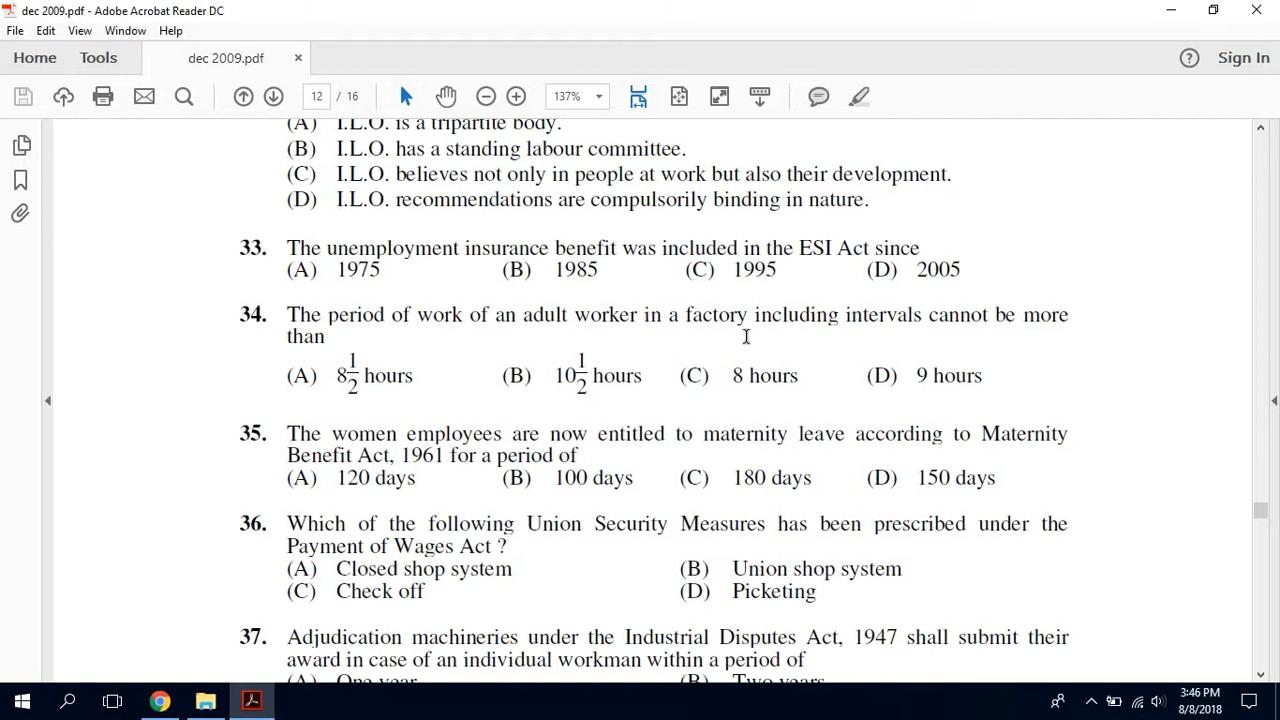 dec 2009.pdf - Adobe Acrobat Reader DC
File Edit View Window Help
Home Tools dec 2009.pdf × Sign In
12 / 16 137%
(A) I.L.O. is a tripartite body.
(B) I.L.O. has a standing labour committee.
(C) I.L.O. believes not only in people at work but also their development.
(D) I.L.O. recommendations are compulsorily binding in nature.
33. The unemployment insurance benefit was included in the ESI Act since
(A) 1975 (B) 1985 (C) 1995 (D) 2005
34. The period of work of an adult worker in a factory including intervals cannot be more
than
(A) 8 1/2 hours (B) 10 1/2 hours (C) 8 hours (D) 9 hours
35. The women employees are now entitled to maternity leave according to Maternity
Benefit Act, 1961 for a period of
(A) 120 days (B) 100 days (C) 180 days (D) 150 days
36. Which of the following Union Security Measures has been prescribed under the
Payment of Wages Act ?
(A) Closed shop system (B) Union shop system
(C) Check off (D) Picketing
37. Adjudication machineries under the Industrial Disputes Act, 1947 shall submit their
award in case of an individual workman within a period of
(A) One year (B) Two years
3:46 PM
8/8/2018